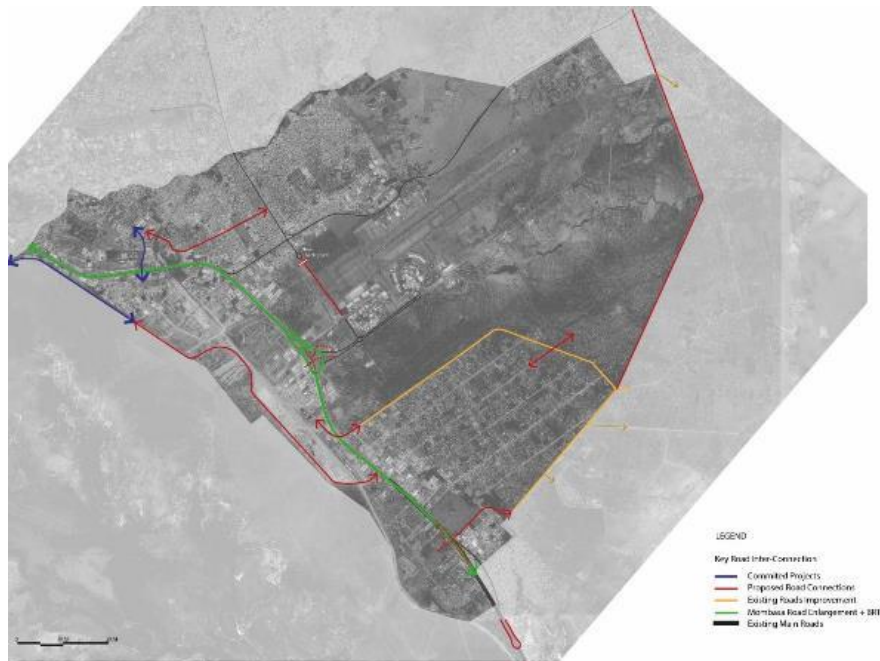 LEGEND
Key Road Inter-Connection
Commited Projects
Proposed Road Connections
Existing Roads Improvement
Mombasa Road Enlargement + BRT
Existing Main Roads